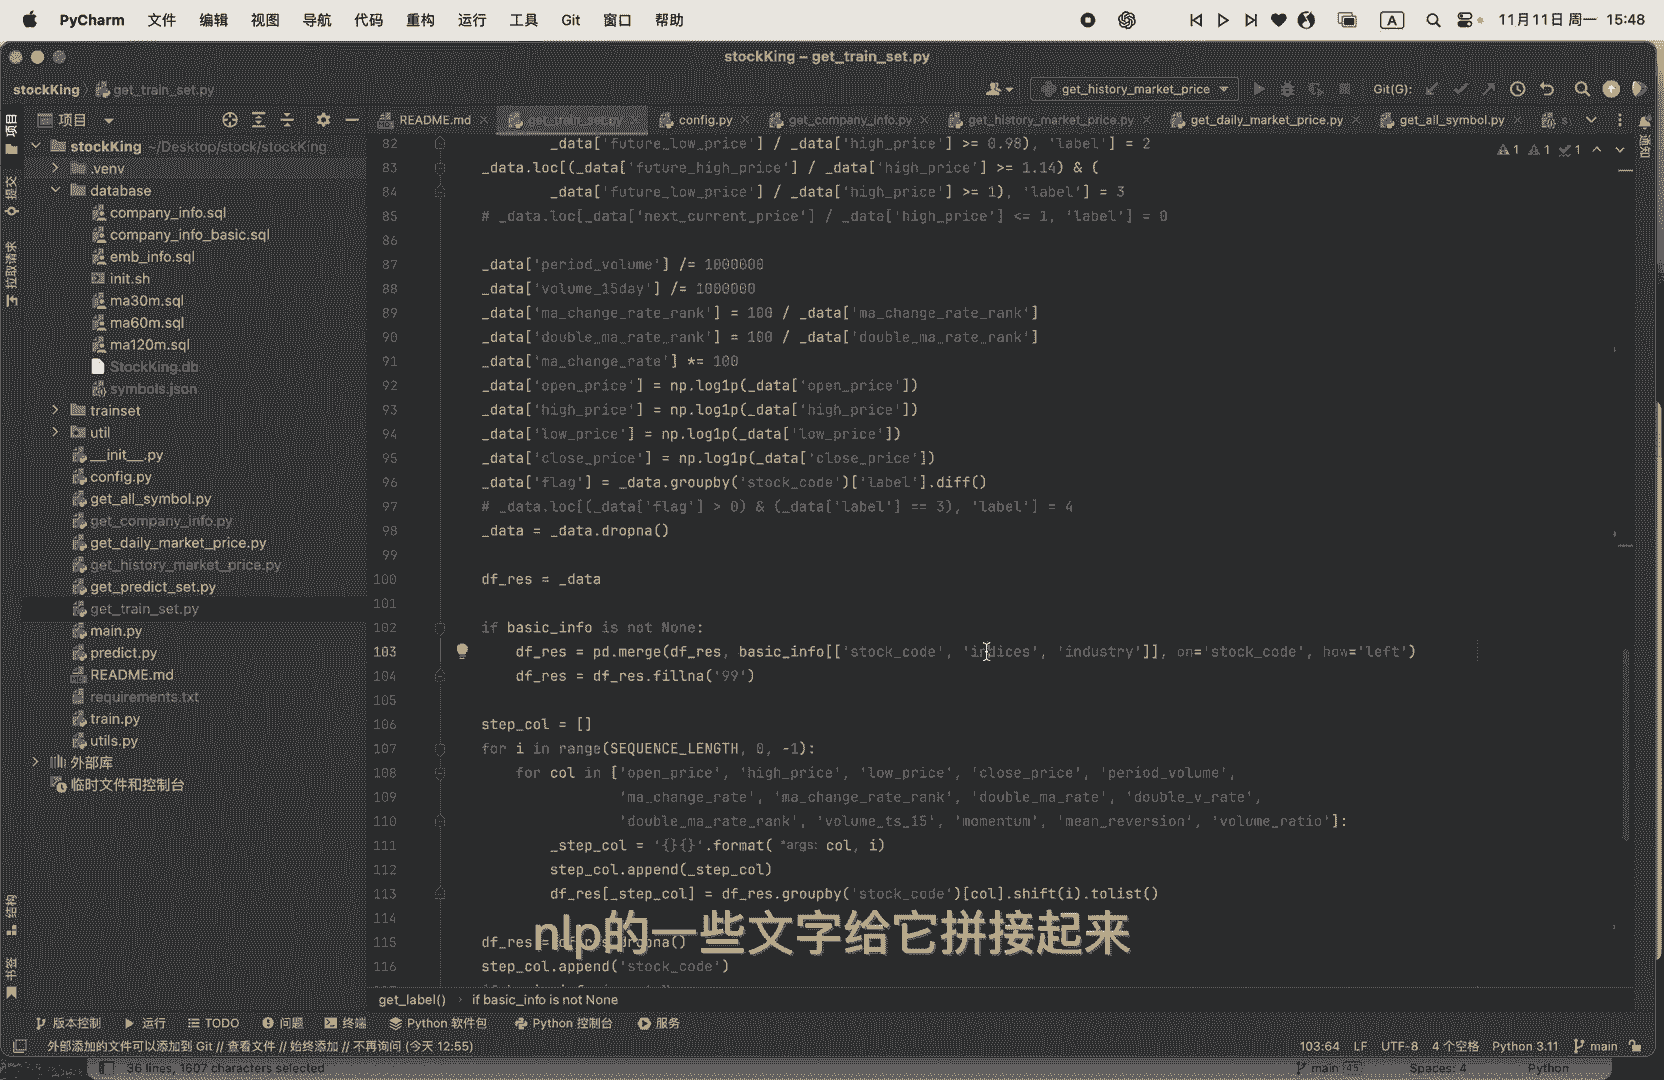 PyCharm 文件 编辑 视图 导航 代码 重构 运行 工具 Git 窗口 帮助 A 11月11日 周一 15:48
stockKing – get_train_set.py
stockKing get_train_set.py get_history_market_price Git(G):
项目 README.md get_train_set.py config.py get_company_info.py get_history_market_price.py get_daily_market_price.py get_all_symbol.py
项目
提交
拉取请求
结构
书签
通知
stockKing ~/Desktop/stock/stockKing
.venv
database
company_info.sql
company_info_basic.sql
emb_info.sql
init.sh
ma30m.sql
ma60m.sql
ma120m.sql
StockKing.db
symbols.json
trainset
util
__init__.py
config.py
get_all_symbol.py
get_company_info.py
get_daily_market_price.py
get_history_market_price.py
get_predict_set.py
get_train_set.py
main.py
predict.py
README.md
requirements.txt
train.py
utils.py
外部库
临时文件和控制台
1 1 1
82 _data['future_low_price'] / _data['high_price'] >= 0.98), 'label'] = 2
83 _data.loc[(_data['future_high_price'] / _data['high_price'] >= 1.14) & (
84 _data['future_low_price'] / _data['high_price'] >= 1), 'label'] = 3
85 # _data.loc[_data['next_current_price'] / _data['high_price'] <= 1, 'label'] = 0
86
87 _data['period_volume'] /= 1000000
88 _data['volume_15day'] /= 1000000
89 _data['ma_change_rate_rank'] = 100 / _data['ma_change_rate_rank']
90 _data['double_ma_rate_rank'] = 100 / _data['double_ma_rate_rank']
91 _data['ma_change_rate'] *= 100
92 _data['open_price'] = np.log1p(_data['open_price'])
93 _data['high_price'] = np.log1p(_data['high_price'])
94 _data['low_price'] = np.log1p(_data['low_price'])
95 _data['close_price'] = np.log1p(_data['close_price'])
96 _data['flag'] = _data.groupby('stock_code')['label'].diff()
97 # _data.loc[(_data['flag'] > 0) & (_data['label'] == 3), 'label'] = 4
98 _data = _data.dropna()
99
100 df_res = _data
101
102 if basic_info is not None:
103 df_res = pd.merge(df_res, basic_info[['stock_code', 'indices', 'industry']], on='stock_code', how='left')
104 df_res = df_res.fillna('99')
105
106 step_col = []
107 for i in range(SEQUENCE_LENGTH, 0, -1):
108 for col in ['open_price', 'high_price', 'low_price', 'close_price', 'period_volume',
109 'ma_change_rate', 'ma_change_rate_rank', 'double_ma_rate', 'double_v_rate',
110 'double_ma_rate_rank', 'volume_ts_15', 'momentum', 'mean_reversion', 'volume_ratio']:
111 _step_col = '{}{}'.format( *args: col, i)
112 step_col.append(_step_col)
113 df_res[_step_col] = df_res.groupby('stock_code')[col].shift(i).tolist()
114
nlp的一些文字给它拼接起来
115 df_res = df_res.dropna()
116 step_col.append('stock_code')
get_label() if basic_info is not None
版本控制 运行 TODO 问题 终端 Python 软件包 Python 控制台 服务
外部添加的文件可以添加到 Git // 查看文件 // 始终添加 // 不再询问 (今天 12:55) 103:64 LF UTF-8 4 个空格 Python 3.11 main
36 lines, 1607 characters selected main Spaces: 4 Python